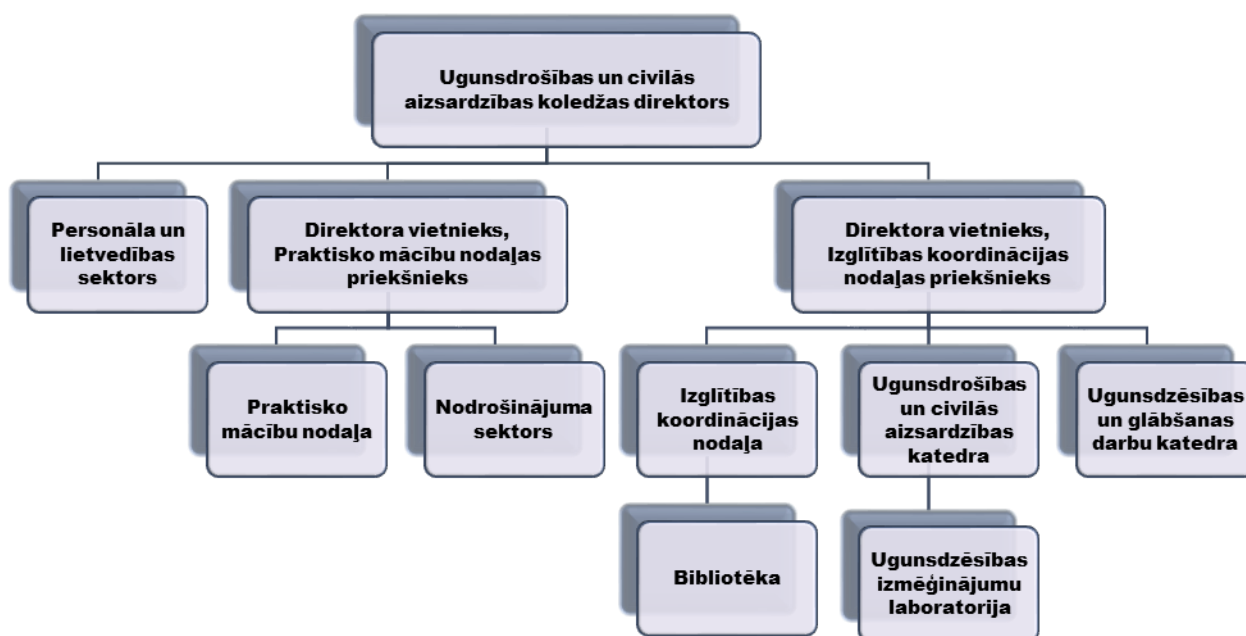 Ugunsdrošības un civilās
aizsardzības koledžas direktors
Personāla un
lietvedības
sektors
Direktora vietnieks,
Praktisko mācību nodaļas
priekšnieks
Direktora vietnieks,
Izglītības koordinācijas
nodaļas priekšnieks
Praktisko
mācību nodaļa
Nodrošinājuma
sektors
Izglītības
koordinācijas
nodaļa
Ugunsdrošības
un civilās
aizsardzības
katedra
Ugunsdzēsības
un glābšanas
darbu katedra
Bibliotēka
Ugunsdzēsības
izmēģinājumu
laboratorija